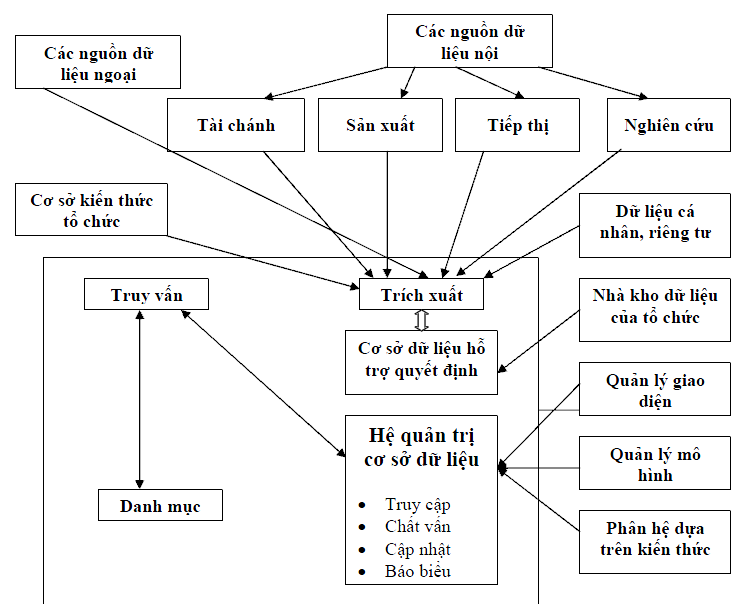 Các nguồn dữ
liệu nội
Các nguồn dữ
liệu ngoại
Tài chánh
Sản xuất
Tiếp thị
Nghiên cứu
Cơ sở kiến thức
tổ chức
Dữ liệu cá
nhân, riêng tư
Truy vấn
Trích xuất
Nhà kho dữ liệu
của tổ chức
Cơ sở dữ liệu hỗ
trợ quyết định
Quản lý giao
diện
Hệ quản trị
cơ sở dữ liệu
• Truy cập
• Chất vấn
• Cập nhật
• Báo biểu
Quản lý mô
hình
Danh mục
Phân hệ dựa
trên kiến thức